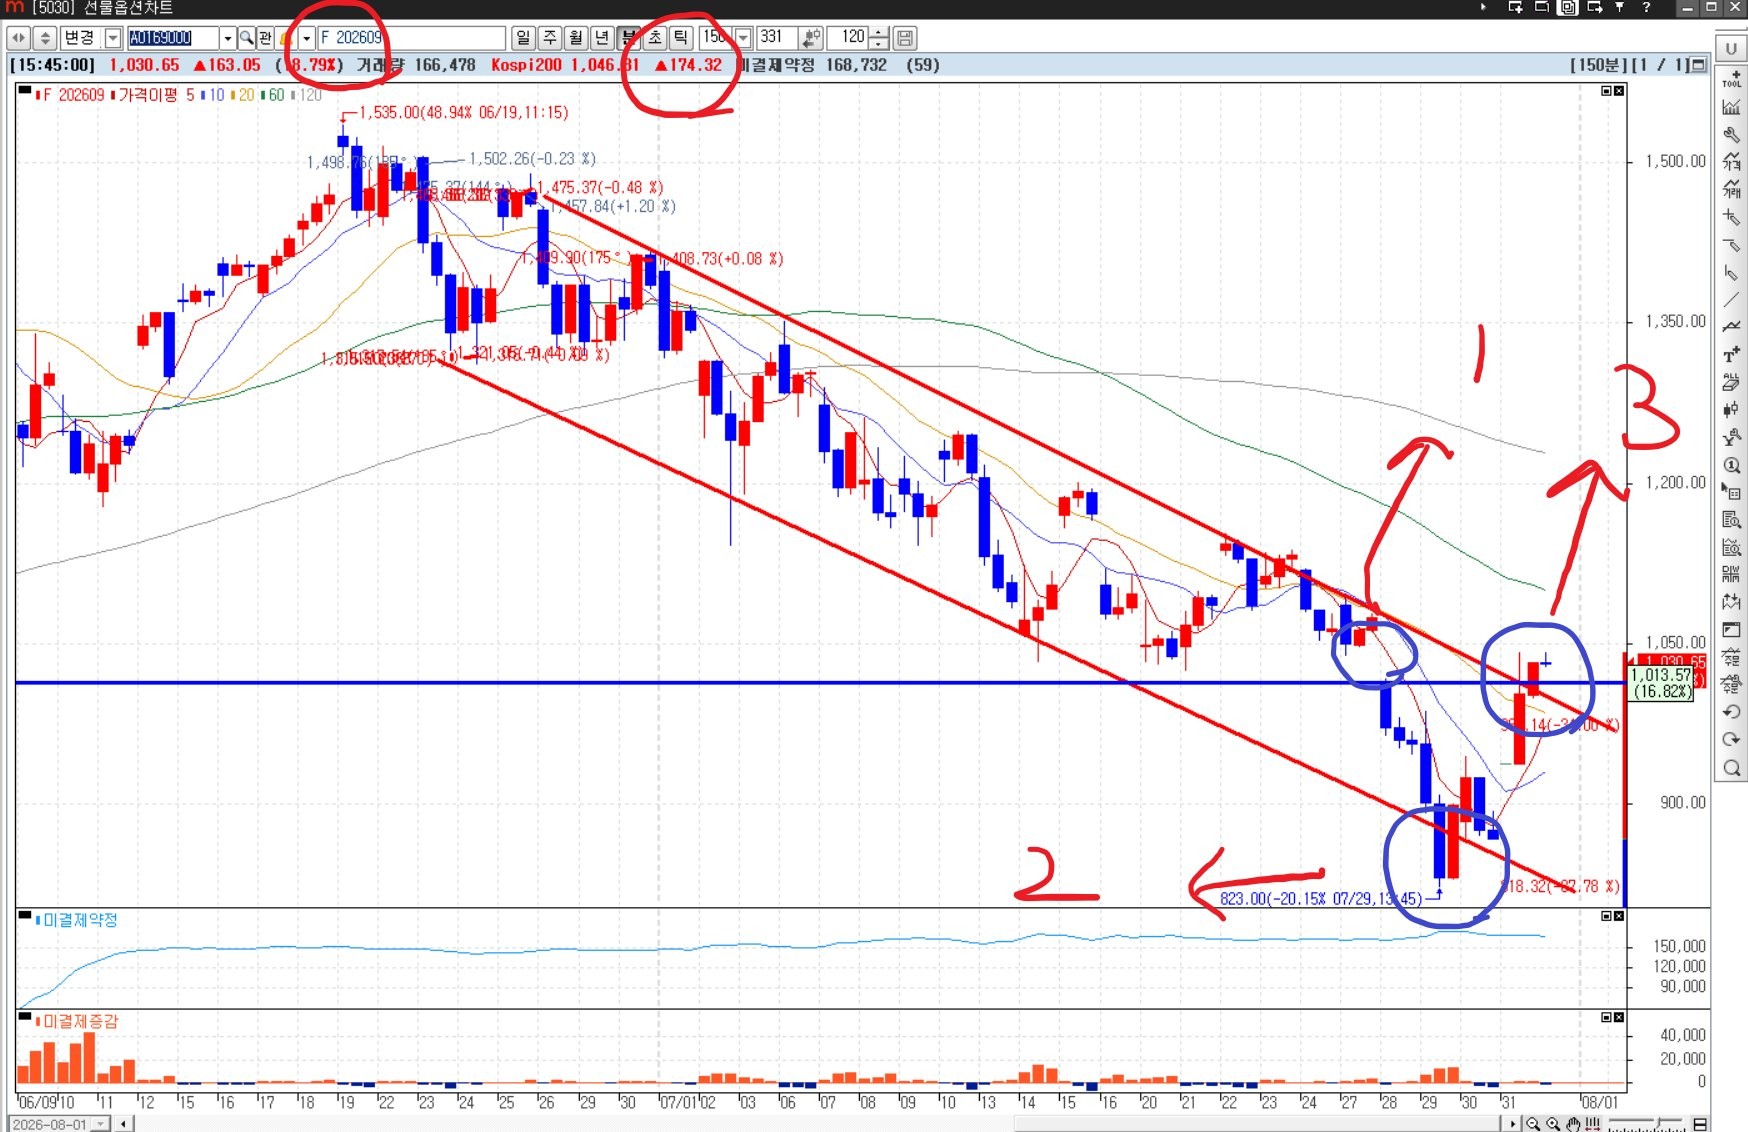 [5030] 선물옵션차트
변경 A0169000 관 F 202609 일 주 월 년 분 초 틱 150 331 120
[15:45:00] 1,030.65 ▲163.05 8.79%) 거래량 166,478 Kospi200 1,046.81 ▲174.32 미결제약정 168,732 (59) [150분][1 / 1]
F 202609 가격이평 5 10 20 60 120
1,535.00(48.94% 06/19,11:15)
1,502.26(-0.23 %)
1,475.37(-0.48 %)
1,457.84(+1.20 %)
1,409.90(175°) 1,408.73(+0.08 %)
1,500.00
1,350.00
1,200.00
1,050.00
1,013.57
(16.82%)
900.00
1
3
2
823.00(-20.15% 07/29,13:45)
미결제약정
150,000
120,000
90,000
미결제증감
40,000
20,000
0
06/09 10 11 12 15 16 17 18 19 22 23 24 25 26 29 30 07/01 02 03 06 07 08 09 10 13 14 15 16 20 21 22 23 24 27 28 29 30 31 08/01
2026-08-01